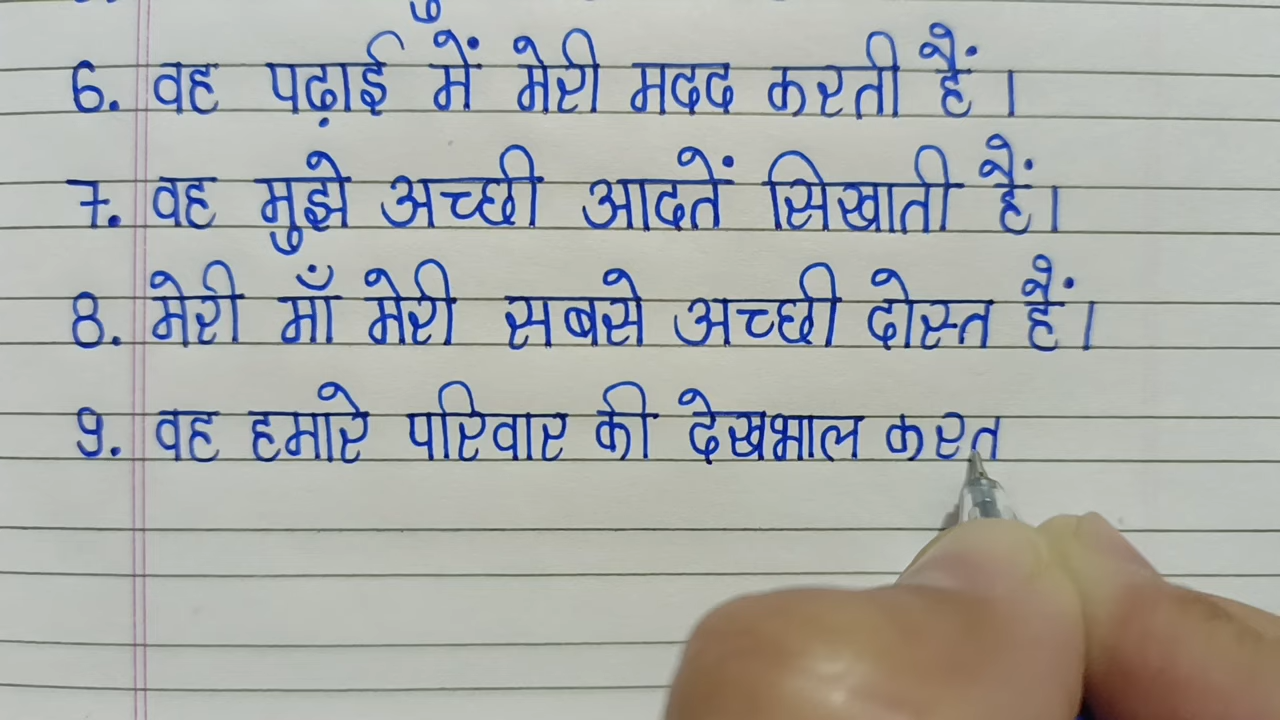 6. वह पढ़ाई में मेरी मदद करती हैं।
7. वह मुझे अच्छी आदतें सिखाती हैं।
8. मेरी माँ मेरी सबसे अच्छी दोस्त हैं।
9. वह हमारे परिवार की देखभाल करत